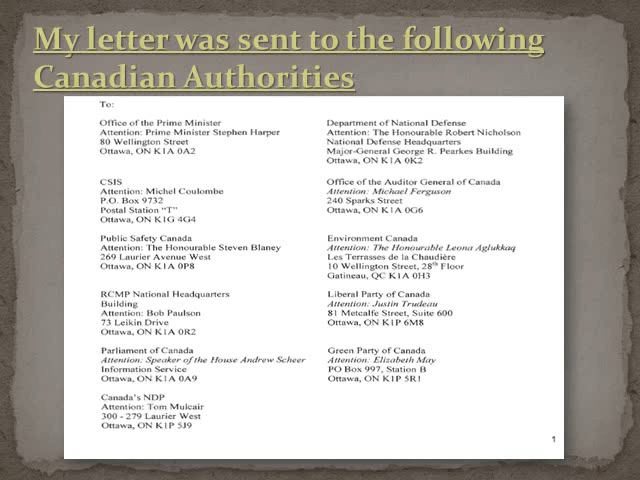 My letter was sent to the following
Canadian Authorities
To:
Office of the Prime Minister
Attention: Prime Minister Stephen Harper
80 Wellington Street
Ottawa, ON K1A 0A2
Department of National Defense
Attention: The Honourable Robert Nicholson
National Defense Headquarters
Major-General George R. Pearkes Building
Ottawa, ON K1A 0K2
CSIS
Attention: Michel Coulombe
P.O. Box 9732
Postal Station “T”
Ottawa, ON K1G 4G4
Office of the Auditor General of Canada
Attention: Michael Ferguson
240 Sparks Street
Ottawa, ON K1A 0G6
Public Safety Canada
Attention: The Honourable Steven Blaney
269 Laurier Avenue West
Ottawa, ON K1A 0P8
Environment Canada
Attention: The Honourable Leona Aglukkaq
Les Terrasses de la Chaudière
10 Wellington Street, 28th Floor
Gatineau, QC K1A 0H3
RCMP National Headquarters
Building
Attention: Bob Paulson
73 Leikin Drive
Ottawa, ON K1A 0R2
Liberal Party of Canada
Attention: Justin Trudeau
81 Metcalfe Street, Suite 600
Ottawa, ON K1P 6M8
Parliament of Canada
Attention: Speaker of the House Andrew Scheer
Information Service
Ottawa, ON K1A 0A9
Green Party of Canada
Attention: Elizabeth May
PO Box 997, Station B
Ottawa, ON K1P 5R1
Canada’s NDP
Attention: Tom Mulcair
300 - 279 Laurier West
Ottawa, ON K1P 5J9
1